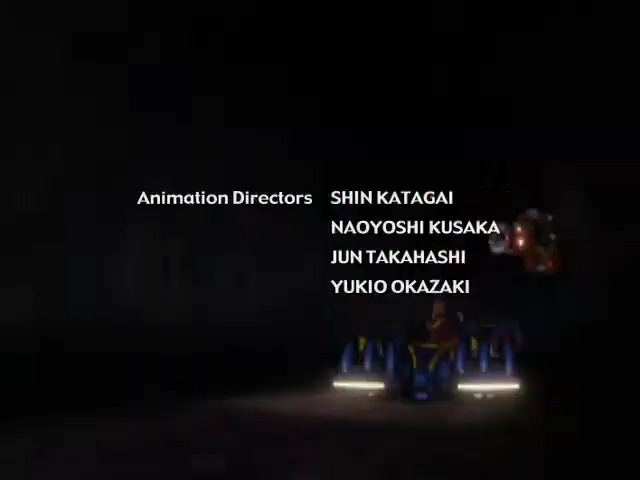 Animation Directors SHIN KATAGAI
NAOYOSHI KUSAKA
JUN TAKAHASHI
YUKIO OKAZAKI